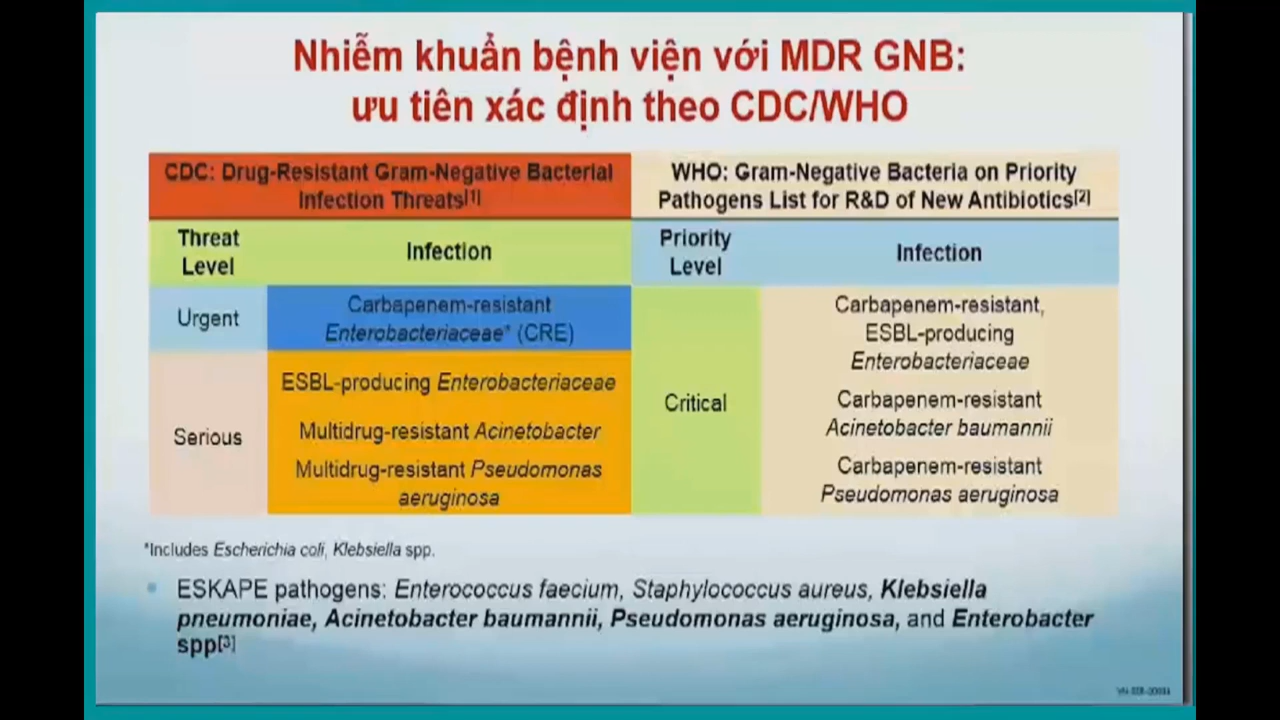 Nhiễm khuẩn bệnh viện với MDR GNB:
ưu tiên xác định theo CDC/WHO
CDC: Drug-Resistant Gram-Negative Bacterial
Infection Threats[1]
WHO: Gram-Negative Bacteria on Priority
Pathogens List for R&D of New Antibiotics[2]
Threat
Level
Infection
Priority
Level
Infection
Urgent
Carbapenem-resistant
Enterobacteriaceae* (CRE)
Serious
ESBL-producing Enterobacteriaceae
Multidrug-resistant Acinetobacter
Multidrug-resistant Pseudomonas
aeruginosa
Critical
Carbapenem-resistant,
ESBL-producing
Enterobacteriaceae
Carbapenem-resistant
Acinetobacter baumannii
Carbapenem-resistant
Pseudomonas aeruginosa
*Includes Escherichia coli, Klebsiella spp.
• ESKAPE pathogens: Enterococcus faecium, Staphylococcus aureus, Klebsiella
pneumoniae, Acinetobacter baumannii, Pseudomonas aeruginosa, and Enterobacter
spp[3]